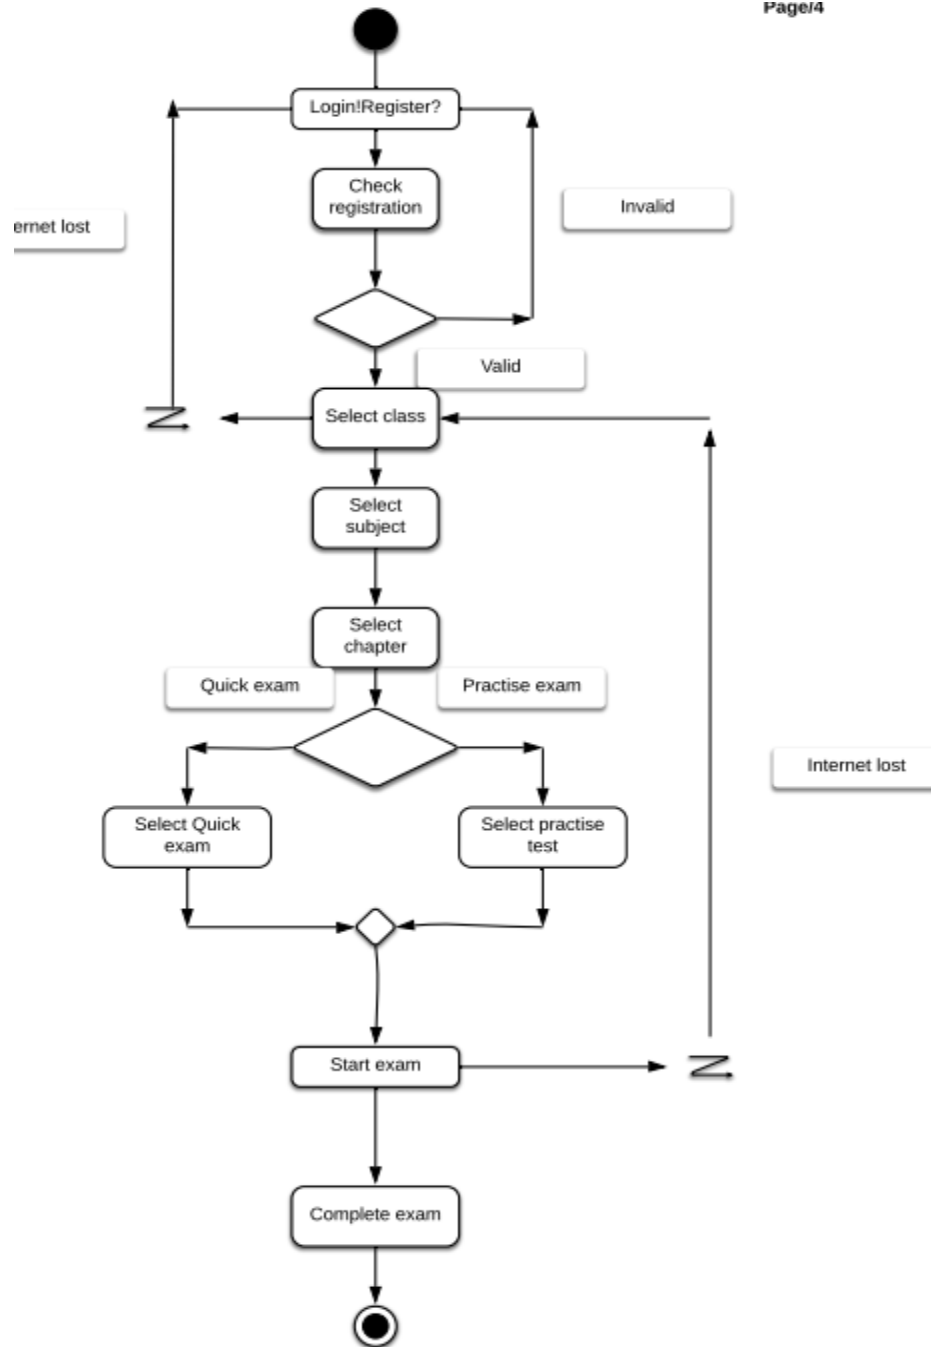 Page/4
Login!Register?
Check
registration
Invalid
ernet lost
Valid
Select class
Select
subject
Select
chapter
Quick exam
Practise exam
Internet lost
Select Quick
exam
Select practise
test
Start exam
Complete exam